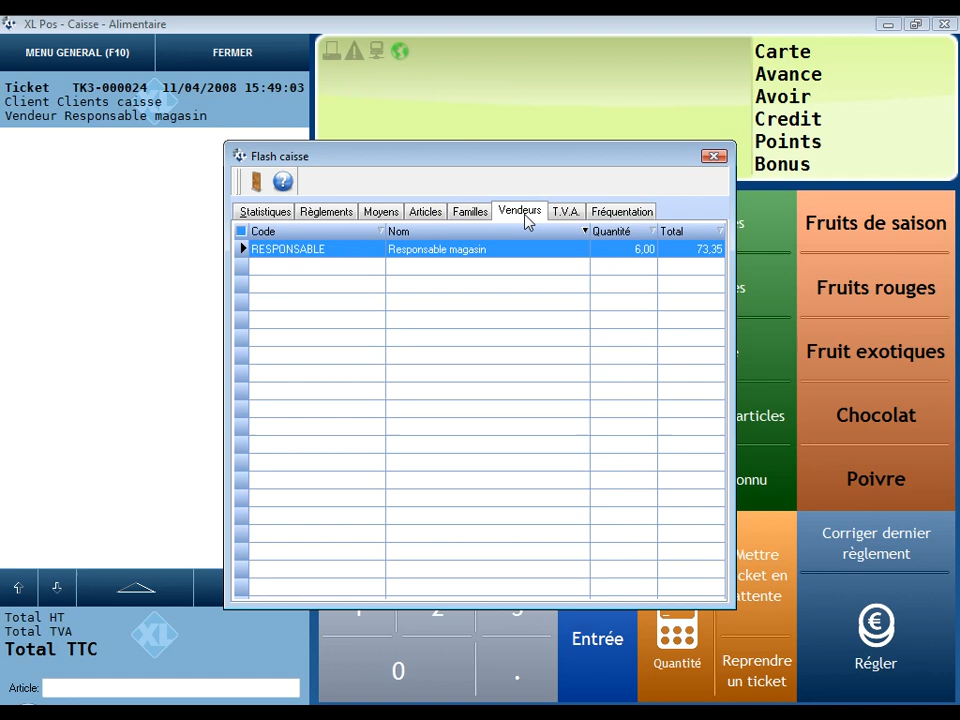 XL Pos - Caisse - Alimentaire
MENU GENERAL (F10)
FERMER
Ticket TK3-000024 11/04/2008 15:49:03
Client Clients caisse
Vendeur Responsable magasin
Carte
Avance
Avoir
Credit
Points
Bonus
Flash caisse
Statistiques Règlements Moyens Articles Familles Vendeurs T.V.A. Fréquentation
Code Nom Quantité Total
RESPONSABLE Responsable magasin 6,00 73,35
Fruits de saison
Fruits rouges
Fruit exotiques
articles
Chocolat
Poivre
Corriger dernier
règlement
Mettre
ticket en
attente
Total HT
Total TVA
Total TTC
XL
Article:
0
.
Entrée
Quantité
Reprendre
un ticket
Régler